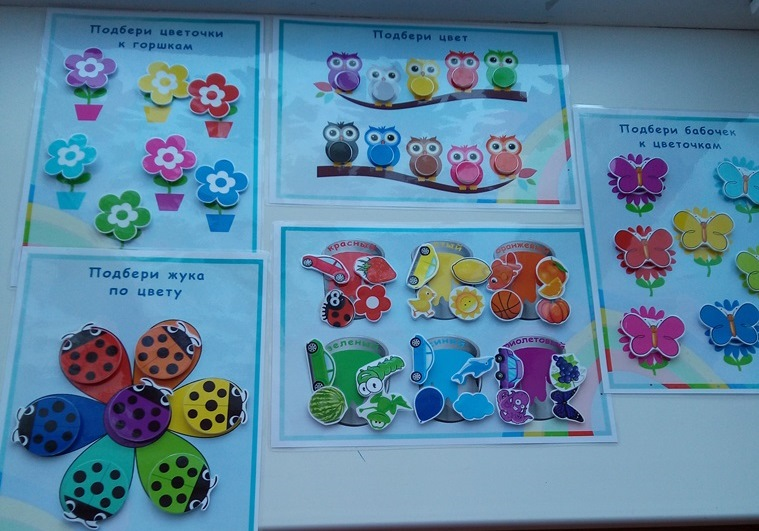 Подбери цветочки
к горшкам
Подбери цвет
Подбери бабочек
к цветочкам
Подбери жука
по цвету
красный